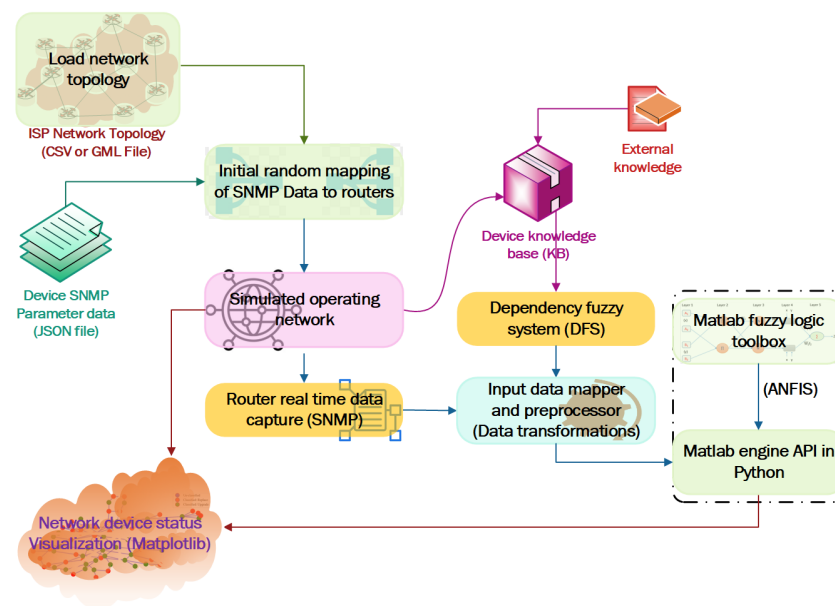 Load network
topology
ISP Network Topology
(CSV or GML File)
External
knowledge
Initial random mapping
of SNMP Data to routers
Device knowledge
base (KB)
Device SNMP
Parameter data
(JSON file)
Simulated operating
network
Dependency fuzzy
system (DFS)
Matlab fuzzy logic
toolbox
(ANFIS)
Router real time data
capture (SNMP)
Input data mapper
and preprocessor
(Data transformations)
Matlab engine API in
Python
Network device status
Visualization (Matplotlib)